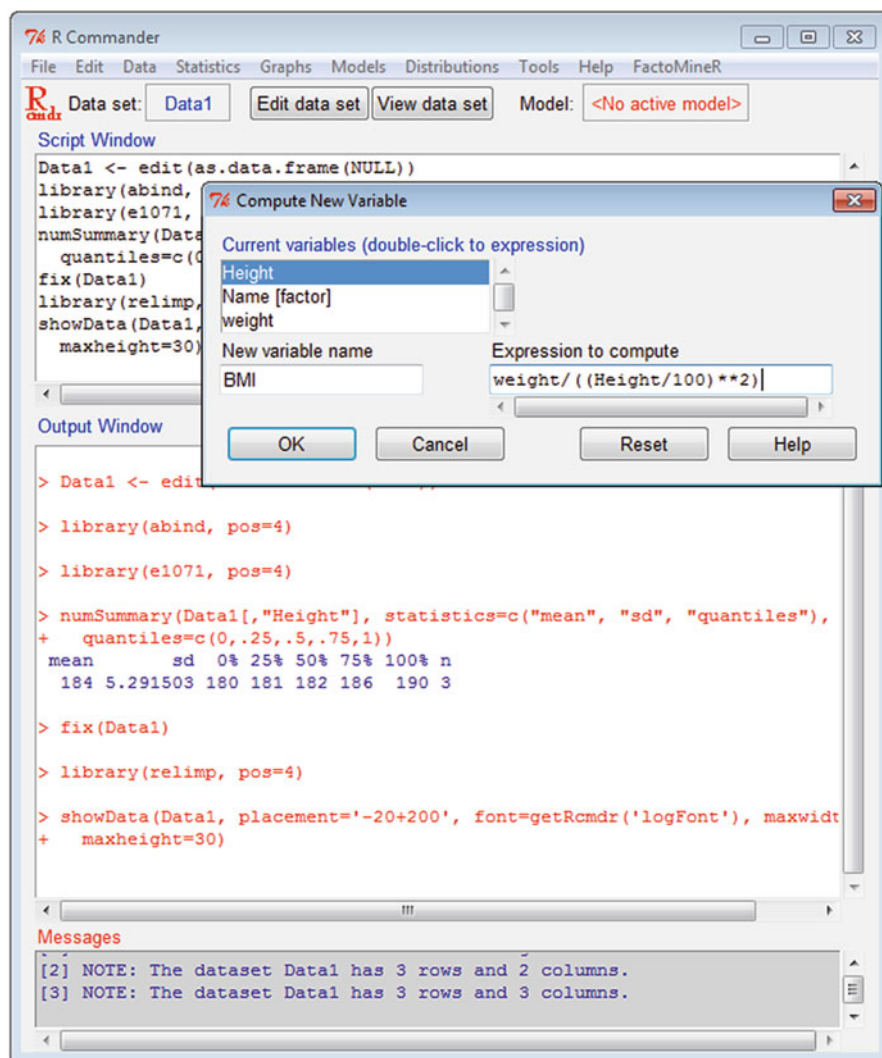 R Commander
File Edit Data Statistics Graphs Models Distributions Tools Help FactoMineR
Rcmdr Data set: Data1 Edit data set View data set Model: <No active model>
Script Window
Data1 <- edit(as.data.frame(NULL))
library(abind,
library(e1071,
numSummary(Data
quantiles=c(0
fix(Data1)
library(relimp,
showData(Data1,
maxheight=30)
Compute New Variable
Current variables (double-click to expression)
Height
Name [factor]
weight
New variable name
BMI
Expression to compute
weight/((Height/100)**2)
OK Cancel Reset Help
Output Window
> Data1 <- edit
> library(abind, pos=4)
> library(e1071, pos=4)
> numSummary(Data1[,"Height"], statistics=c("mean", "sd", "quantiles"),
+ quantiles=c(0,.25,.5,.75,1))
mean sd 0% 25% 50% 75% 100% n
184 5.291503 180 181 182 186 190 3
> fix(Data1)
> library(relimp, pos=4)
> showData(Data1, placement='-20+200', font=getRcmdr('logFont'), maxwidt
+ maxheight=30)
Messages
[2] NOTE: The dataset Data1 has 3 rows and 2 columns.
[3] NOTE: The dataset Data1 has 3 rows and 3 columns.